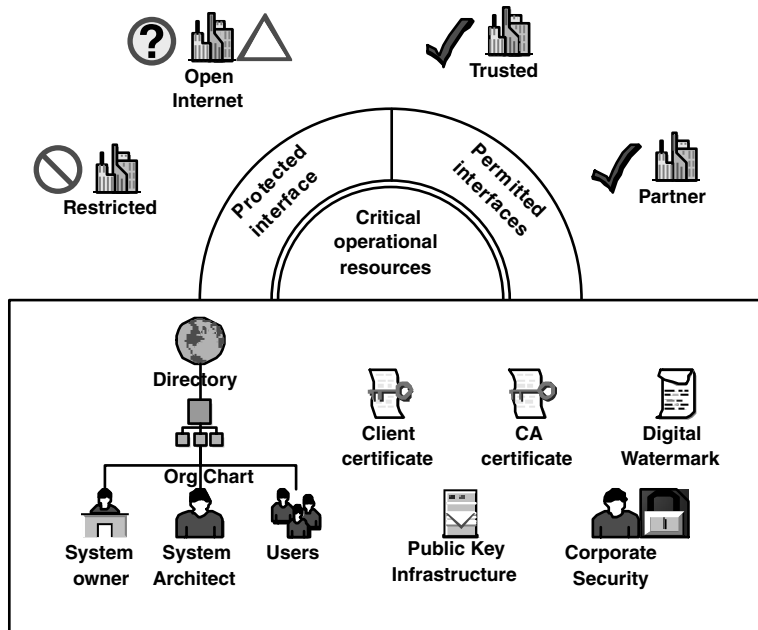 ?
Open
Internet
Trusted
Restricted
Partner
Protected
interface
Permitted
interfaces
Critical
operational
resources
Directory
Client
certificate
CA
certificate
Digital
Watermark
Org Chart
System
owner
System
Architect
Users
Public Key
Infrastructure
Corporate
Security